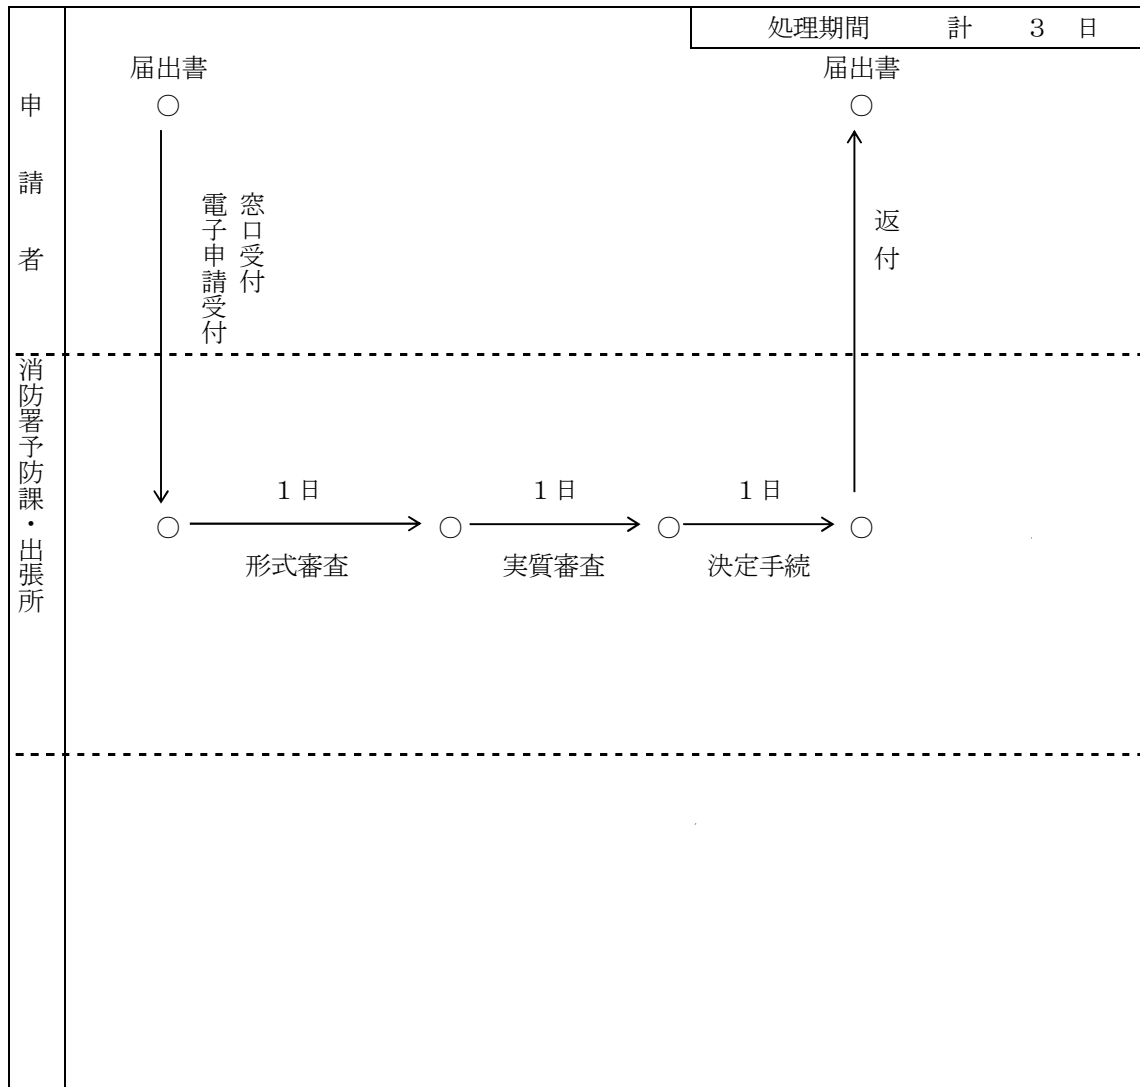 処理期間　計　３　日
届出書
届出書
申請者
窓口受付
電子申請受付
返付
消防署予防課・出張所
１日
１日
１日
形式審査
実質審査
決定手続